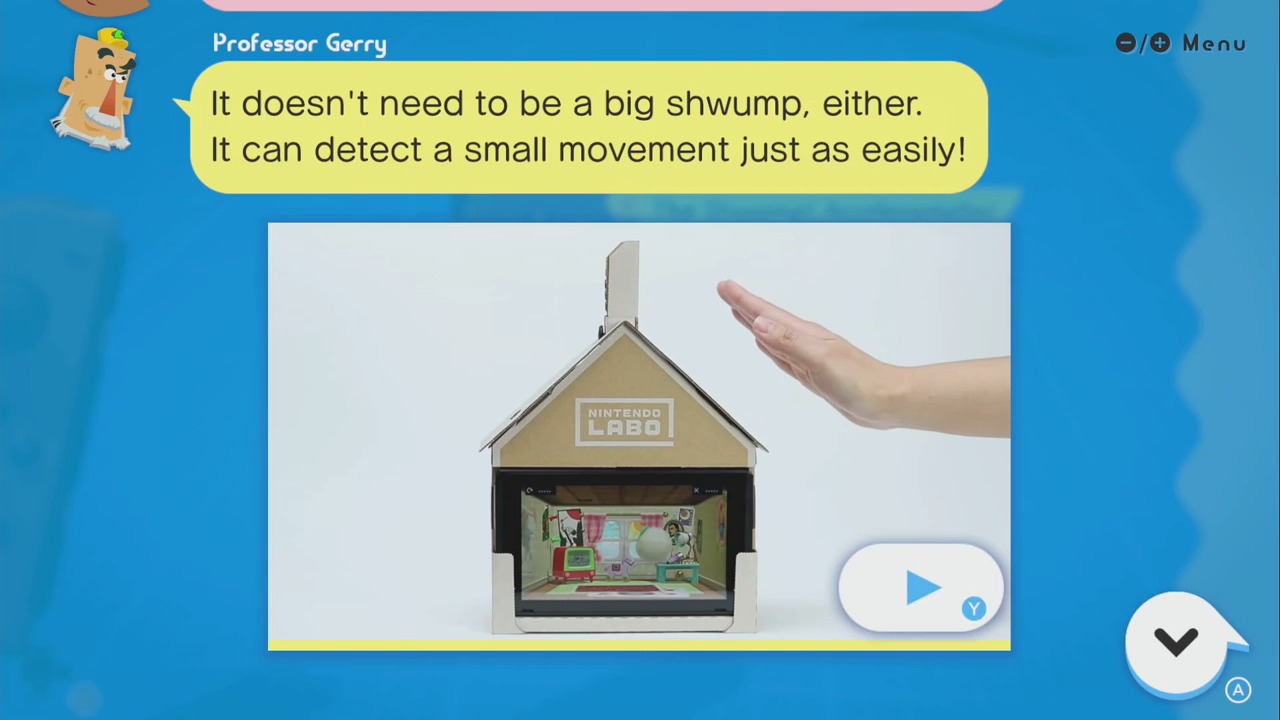 Professor Gerry
−/+ Menu
It doesn't need to be a big shwump, either.
It can detect a small movement just as easily!
NINTENDO
LABO
Y
A